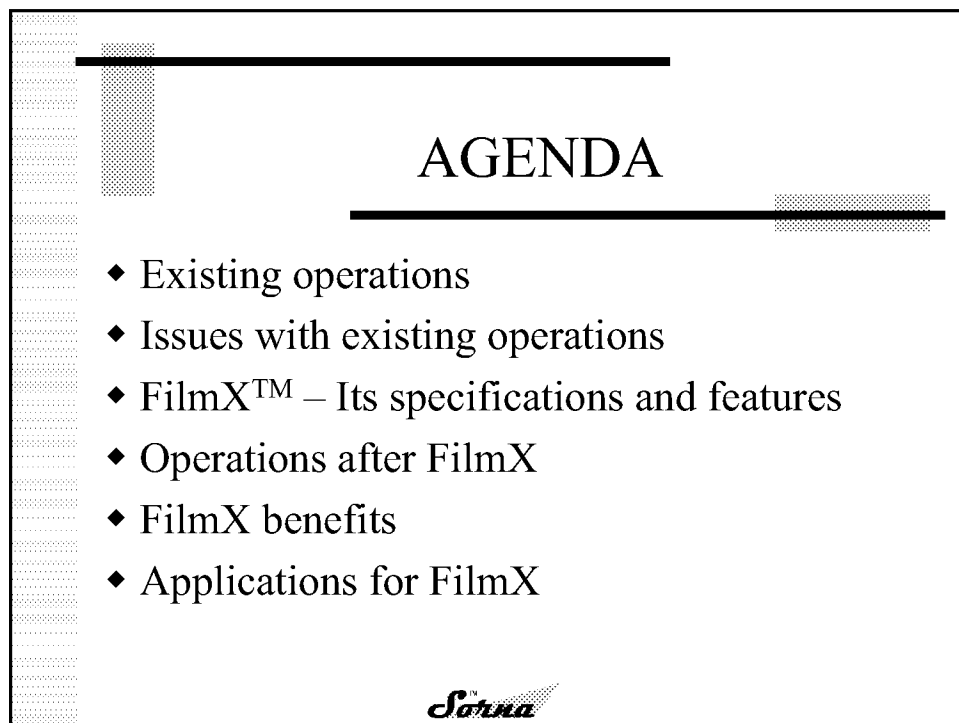 AGENDA
◆ Existing operations
◆ Issues with existing operations
◆ FilmX™ – Its specifications and features
◆ Operations after FilmX
◆ FilmX benefits
◆ Applications for FilmX
Sorna™